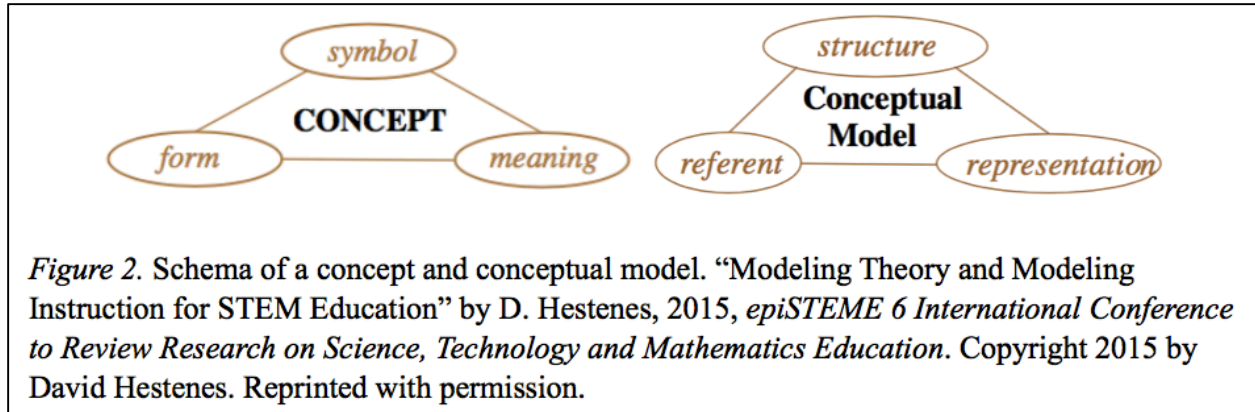 symbol
CONCEPT
form
meaning
structure
Conceptual
Model
referent
representation
Figure 2. Schema of a concept and conceptual model. “Modeling Theory and Modeling
Instruction for STEM Education” by D. Hestenes, 2015, epiSTEME 6 International Conference
to Review Research on Science, Technology and Mathematics Education. Copyright 2015 by
David Hestenes. Reprinted with permission.